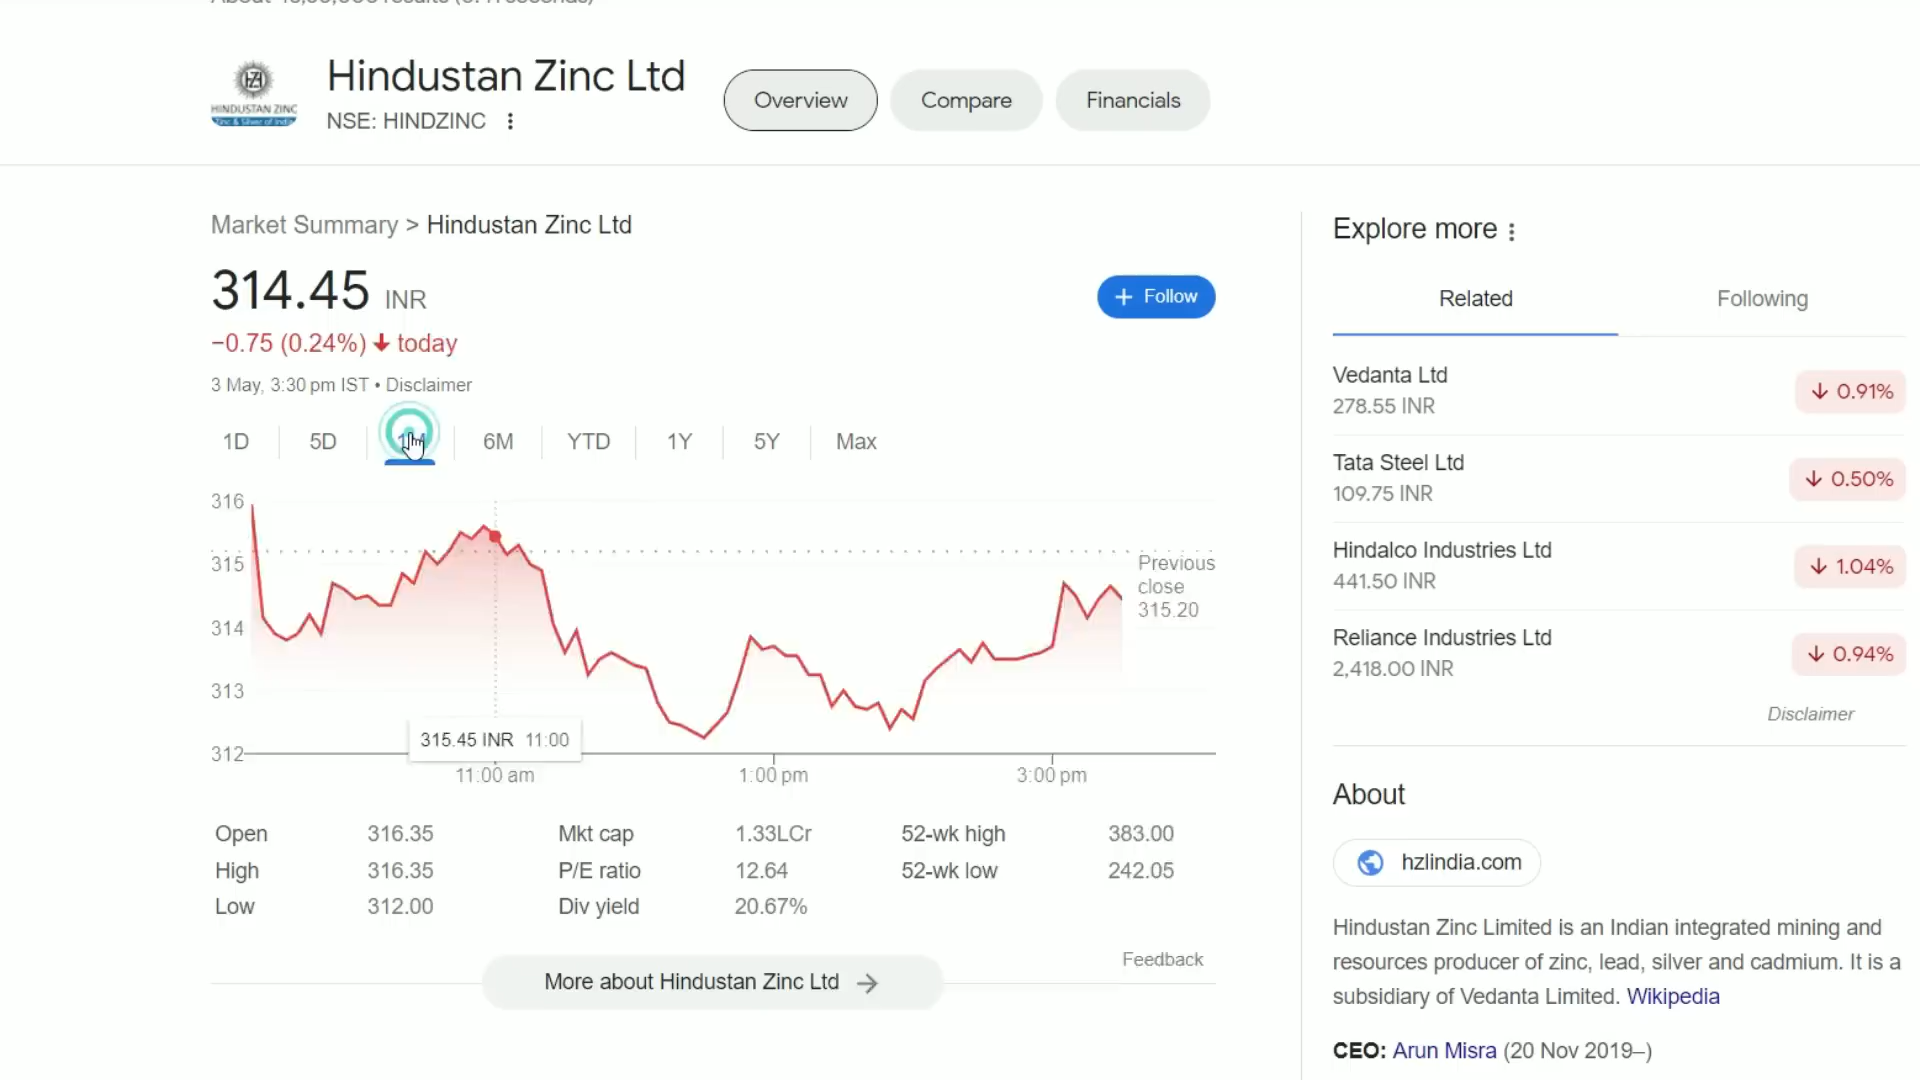 Hindustan Zinc Ltd
NSE: HINDZINC
HINDUSTAN ZINC
Zinc & Silver of India
Overview
Compare
Financials
Market Summary > Hindustan Zinc Ltd
314.45 INR
+ Follow
−0.75 (0.24%) ↓ today
3 May, 3:30 pm IST • Disclaimer
1D
5D
6M
YTD
1Y
5Y
Max
316
315
314
313
312
Previous
close
315.20
315.45 INR 11:00
11:00 am
1:00 pm
3:00 pm
Open 316.35 Mkt cap 1.33LCr 52-wk high 383.00
High 316.35 P/E ratio 12.64 52-wk low 242.05
Low 312.00 Div yield 20.67%
Feedback
More about Hindustan Zinc Ltd →
Explore more
Related
Following
Vedanta Ltd
278.55 INR
↓ 0.91%
Tata Steel Ltd
109.75 INR
↓ 0.50%
Hindalco Industries Ltd
441.50 INR
↓ 1.04%
Reliance Industries Ltd
2,418.00 INR
↓ 0.94%
Disclaimer
About
hzlindia.com
Hindustan Zinc Limited is an Indian integrated mining and
resources producer of zinc, lead, silver and cadmium. It is a
subsidiary of Vedanta Limited. Wikipedia
CEO: Arun Misra (20 Nov 2019–)